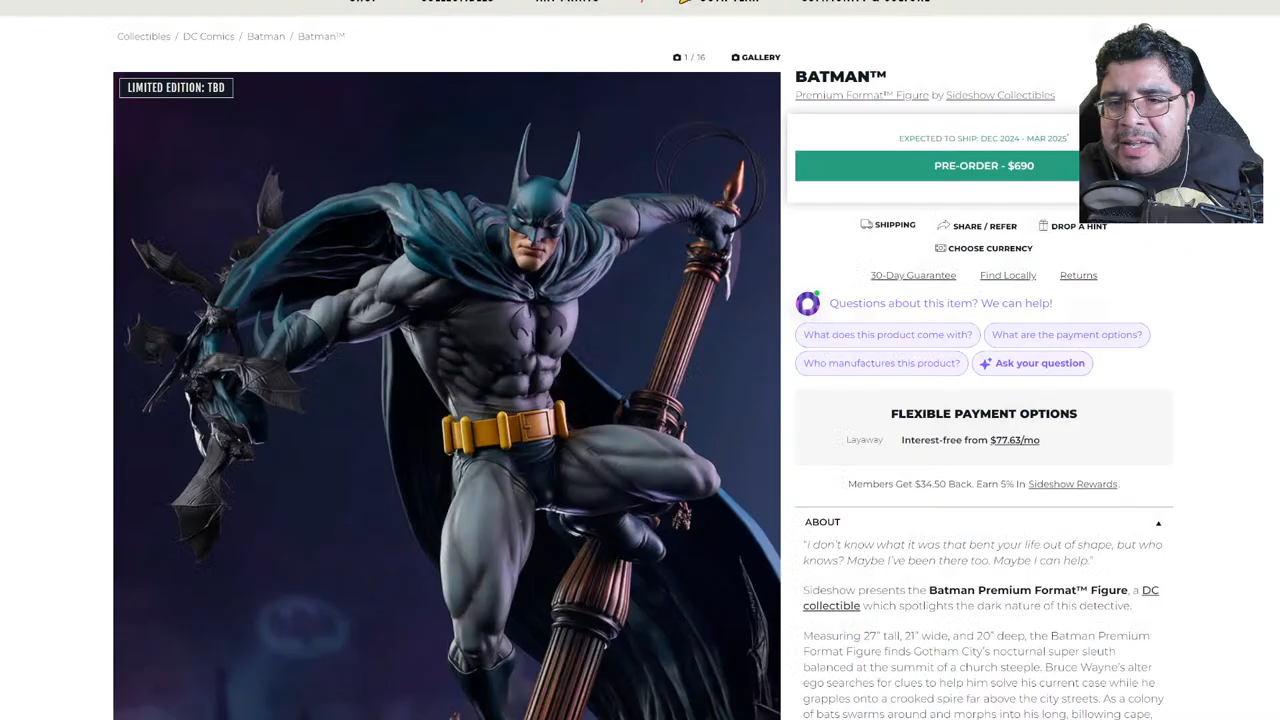 Collectibles / DC Comics / Batman / Batman™
1 / 16 GALLERY
LIMITED EDITION: TBD
BATMAN™
Premium Format™ Figure by Sideshow Collectibles
EXPECTED TO SHIP: DEC 2024 - MAR 2025*
PRE-ORDER - $690
SHIPPING SHARE / REFER DROP A HINT
CHOOSE CURRENCY
30-Day Guarantee Find Locally Returns
Questions about this item? We can help!
What does this product come with? What are the payment options?
Who manufactures this product? Ask your question
FLEXIBLE PAYMENT OPTIONS
Layaway Interest-free from $77.63/mo
Members Get $34.50 Back. Earn 5% In Sideshow Rewards.
ABOUT
"I don't know what it was that bent your life out of shape, but who
knows? Maybe I've been there too. Maybe I can help."
Sideshow presents the Batman Premium Format™ Figure, a DC
collectible which spotlights the dark nature of this detective.
Measuring 27" tall, 21" wide, and 20" deep, the Batman Premium
Format Figure finds Gotham City's nocturnal super sleuth
balanced at the summit of a church steeple. Bruce Wayne's alter
ego searches for clues to help him solve his current case while he
grapples onto a crooked spire far above the city streets. As a colony
of bats swarms around and morphs into his long, billowing cape,